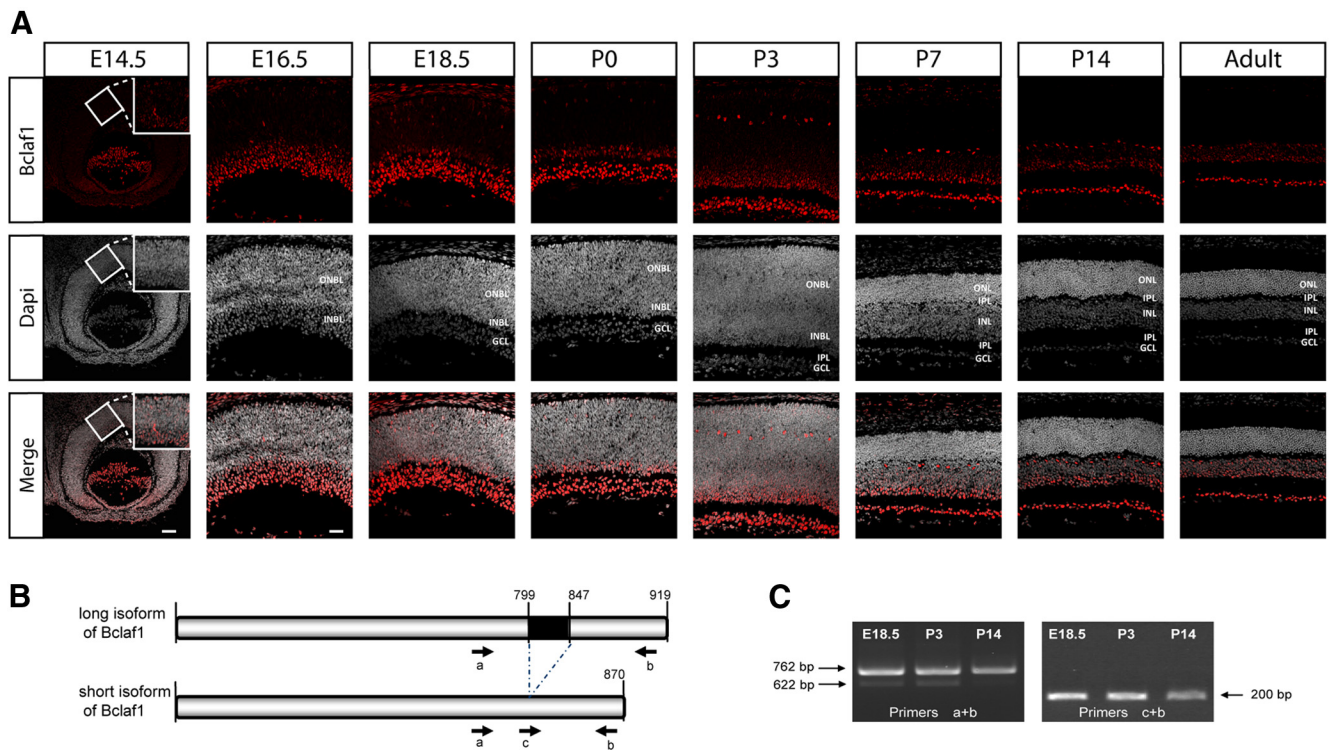 A
E14.5 E16.5 E18.5 P0 P3 P7 P14 Adult
Bclaf1
Dapi
ONBL
INBL
ONBL
INBL
GCL
ONBL
INBL
GCL
ONBL
INBL
IPL
GCL
ONL
IPL
INL
IPL
GCL
ONL
IPL
INL
IPL
GCL
ONL
IPL
INL
IPL
GCL
Merge
B
799 847 919
long isoform
of Bclaf1
a b
870
short isoform
of Bclaf1
a c b
C
E18.5 P3 P14
762 bp
622 bp
Primers a+b
E18.5 P3 P14
200 bp
Primers c+b